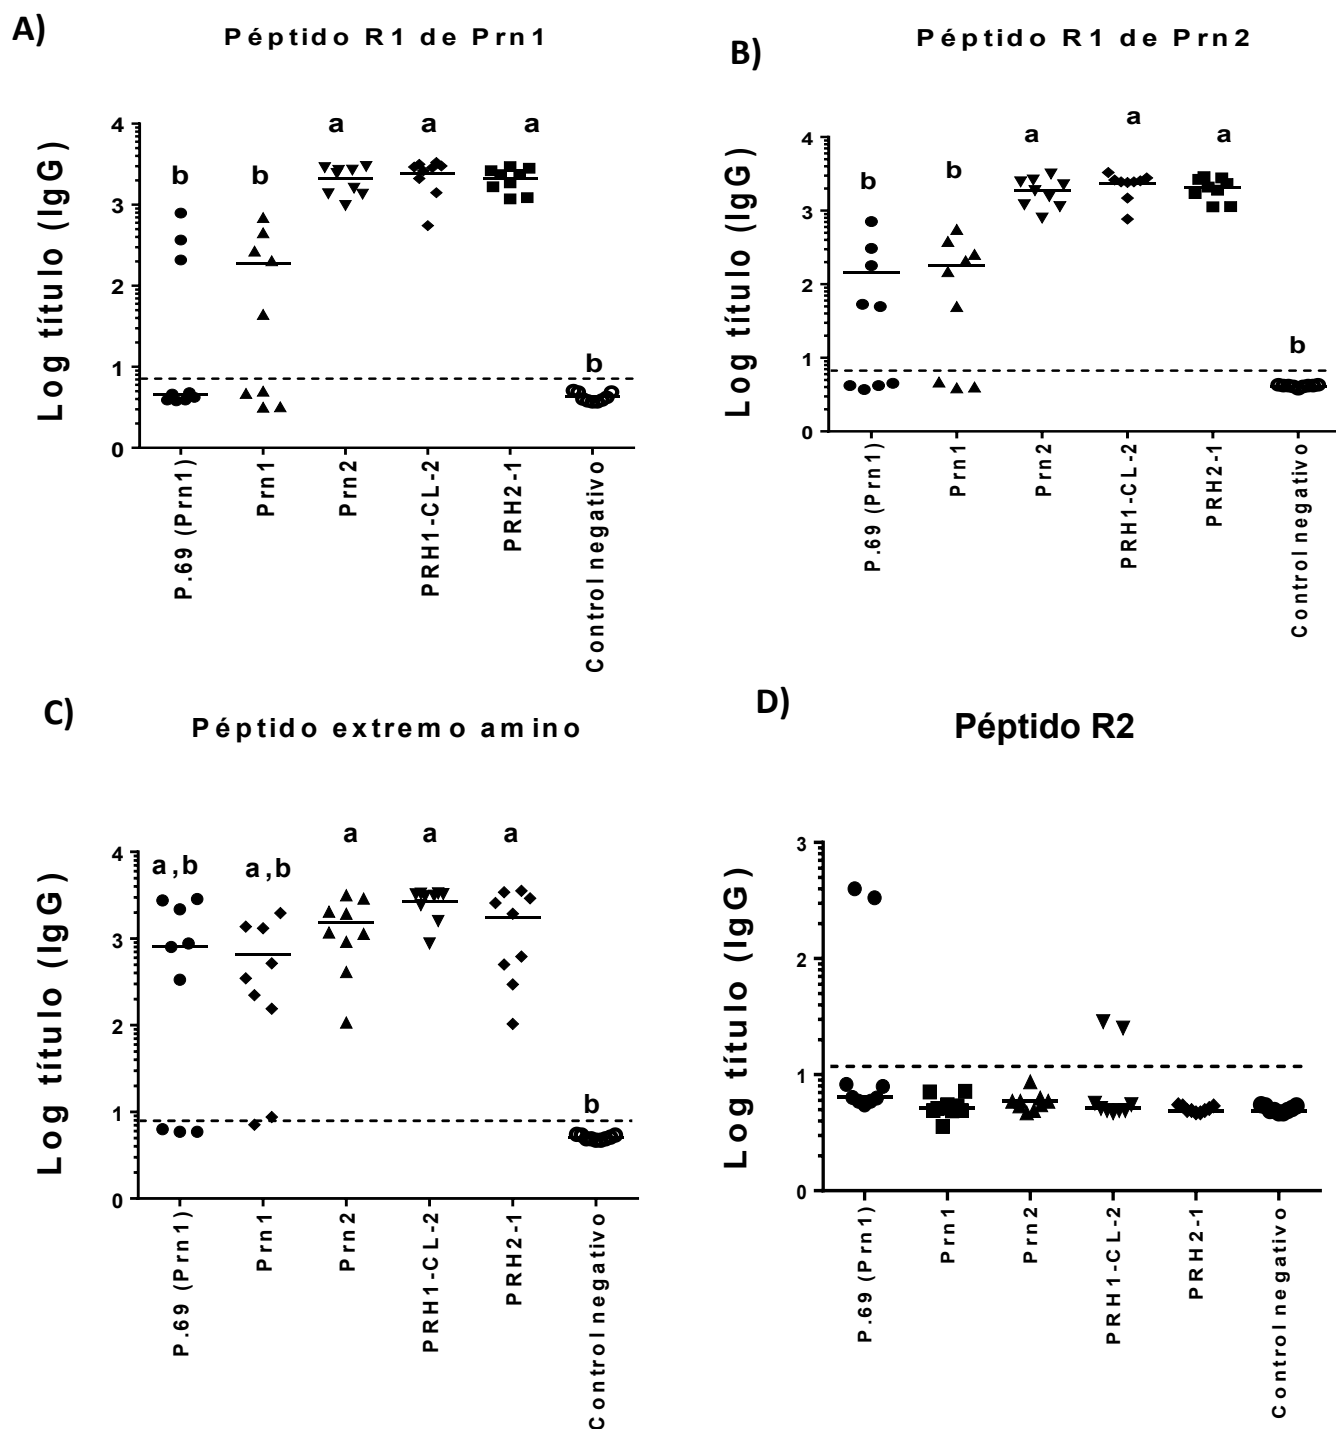 A)
Péptido R1 de Prn1
Log título (IgG)
4
3
2
1
0
b
b
a
a
a
b
P.69 (Prn1)
Prn1
Prn2
PRH1-CL-2
PRH2-1
Control negativo
B)
Péptido R1 de Prn2
Log título (IgG)
4
3
2
1
0
b
b
a
a
a
b
P.69 (Prn1)
Prn1
Prn2
PRH1-CL-2
PRH2-1
Control negativo
C)
Péptido extremo amino
Log título (IgG)
4
3
2
1
0
a,b
a,b
a
a
a
b
P.69 (Prn1)
Prn1
Prn2
PRH1-CL-2
PRH2-1
Control negativo
D)
Péptido R2
Log título (IgG)
3
2
1
0
P.69 (Prn1)
Prn1
Prn2
PRH1-CL-2
PRH2-1
Control negativo